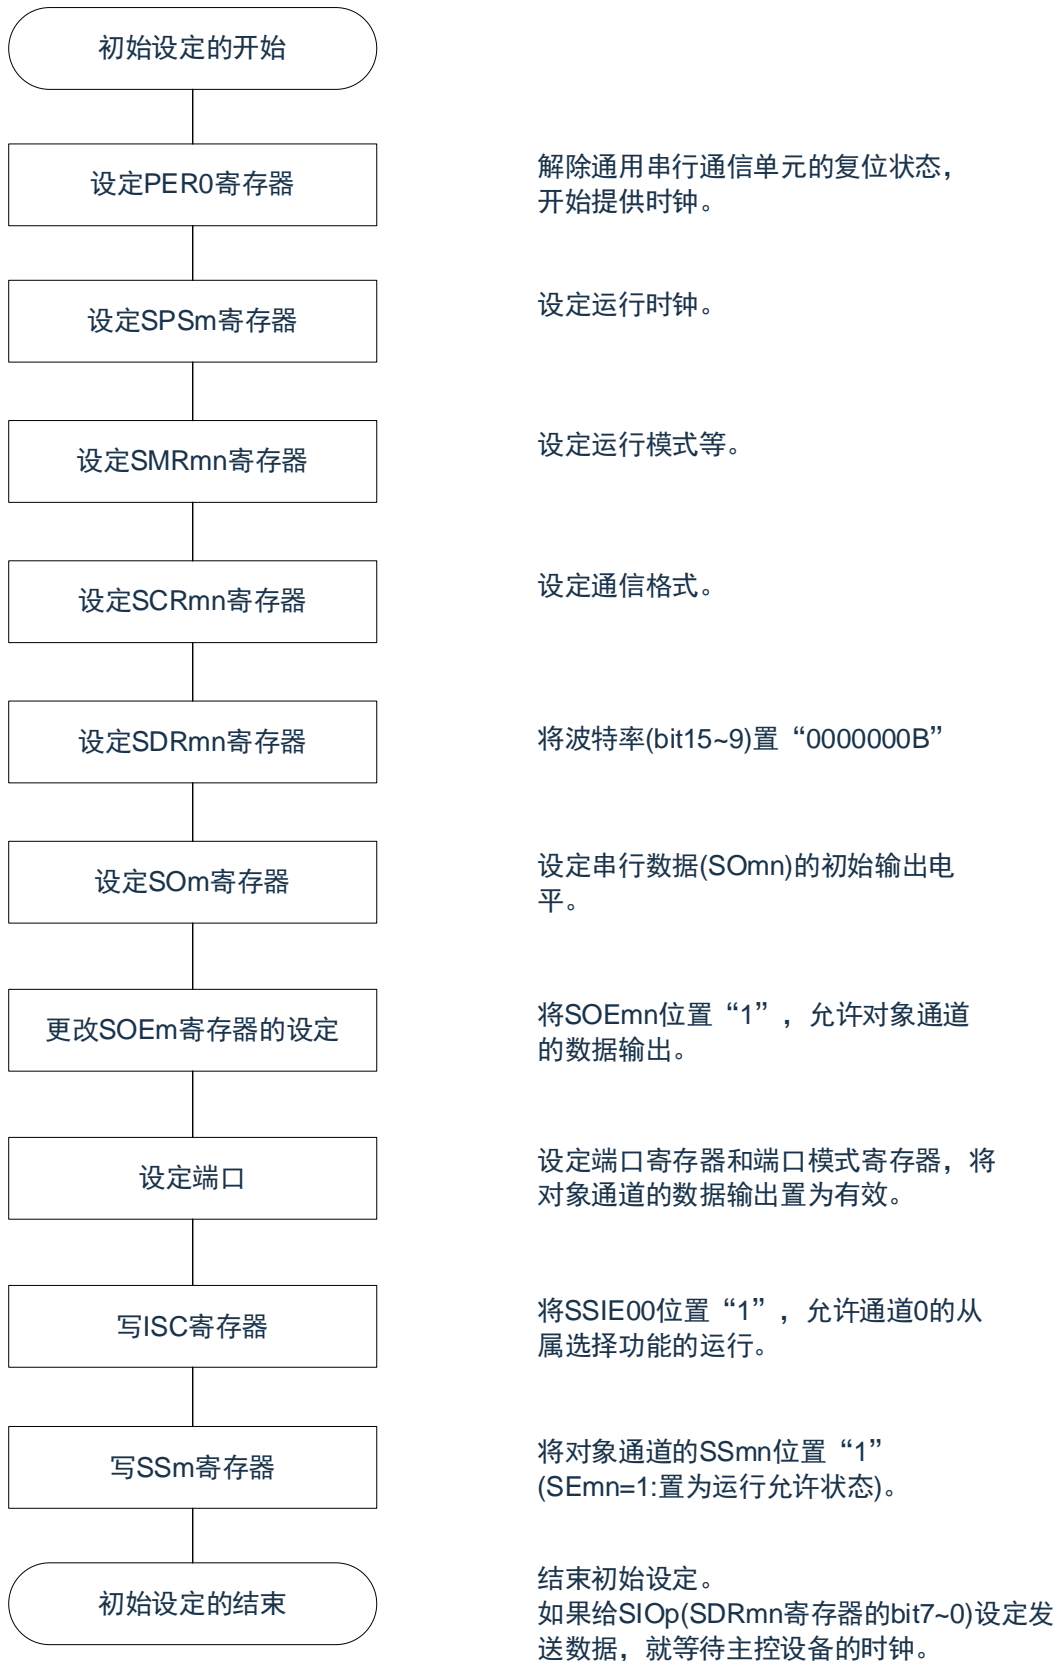 初始设定的开始
设定PER0寄存器
解除通用串行通信单元的复位状态，
开始提供时钟。
设定SPSm寄存器
设定运行时钟。
设定SMRmn寄存器
设定运行模式等。
设定SCRmn寄存器
设定通信格式。
设定SDRmn寄存器
将波特率(bit15~9)置“0000000B”
设定SOm寄存器
设定串行数据(SOmn)的初始输出电
平。
更改SOEm寄存器的设定
将SOEmn位置“1”，允许对象通道
的数据输出。
设定端口
设定端口寄存器和端口模式寄存器，将
对象通道的数据输出置为有效。
写ISC寄存器
将SSIE00位置“1”，允许通道0的从
属选择功能的运行。
写SSm寄存器
将对象通道的SSmn位置“1”
(SEmn=1:置为运行允许状态)。
初始设定的结束
结束初始设定。
如果给SIOp(SDRmn寄存器的bit7~0)设定发
送数据，就等待主控设备的时钟。